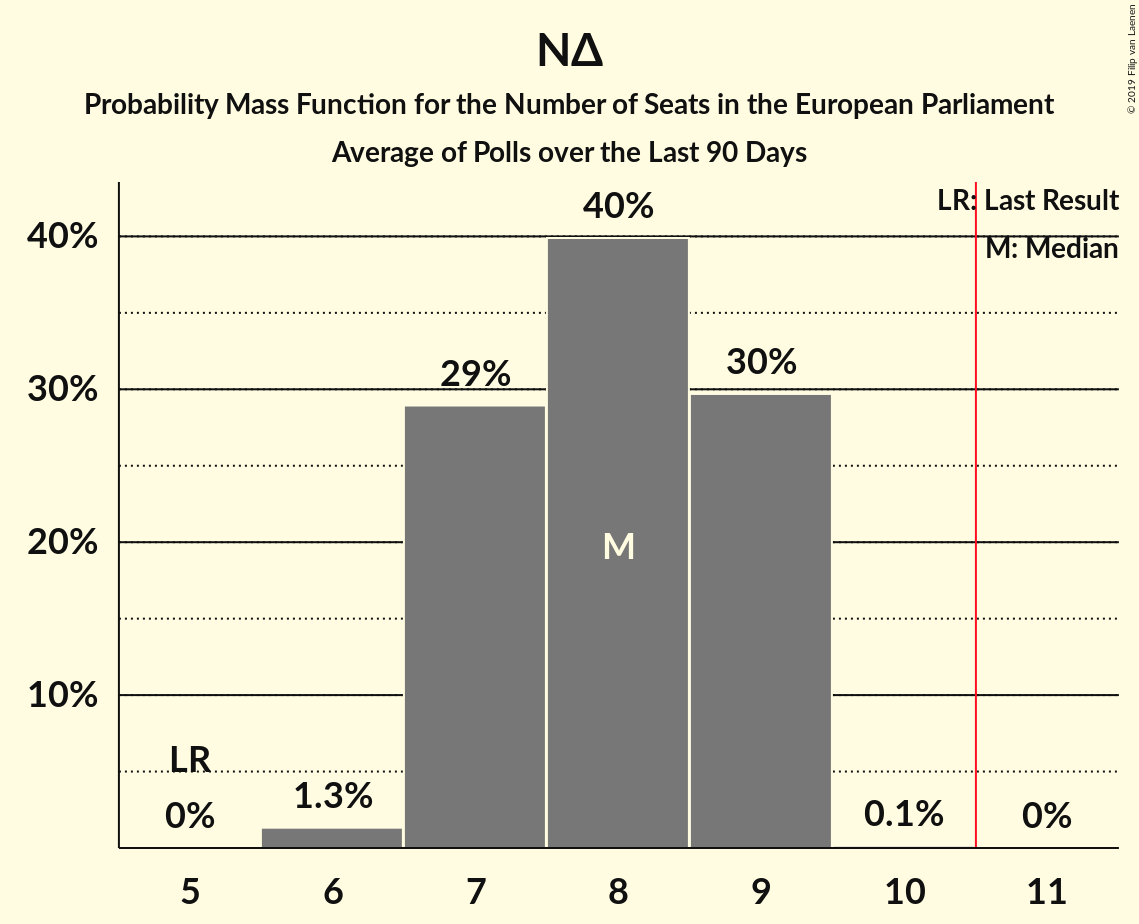 ΝΔ
Probability Mass Function for the Number of Seats in the European Parliament
Average of Polls over the Last 90 Days
© 2019 Filip van Laenen
LR: Last Result
M: Median
40%
30%
20%
10%
LR
0%
1.3%
29%
40%
M
30%
0.1%
0%
5 6 7 8 9 10 11